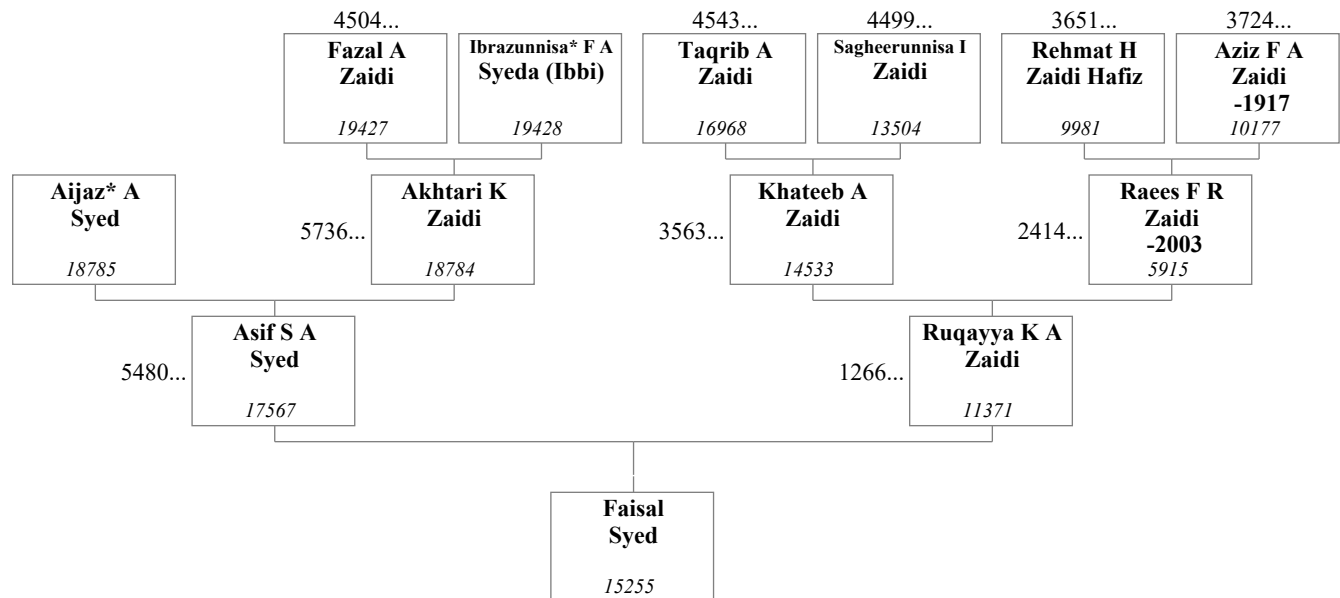 4504...
4543...
4499...
3651...
3724...
Fazal A
Zaidi
19427
Ibrazunnisa* F A
Syeda (Ibbi)
19428
Taqrib A
Zaidi
16968
Sagheerunnisa I
Zaidi
13504
Rehmat H
Zaidi Hafiz
9981
Aziz F A
Zaidi
-1917
10177
Aijaz* A
Syed
18785
5736...
Akhtari K
Zaidi
18784
3563...
Khateeb A
Zaidi
14533
2414...
Raees F R
Zaidi
-2003
5915
5480...
Asif S A
Syed
17567
1266...
Ruqayya K A
Zaidi
11371
Faisal
Syed
15255